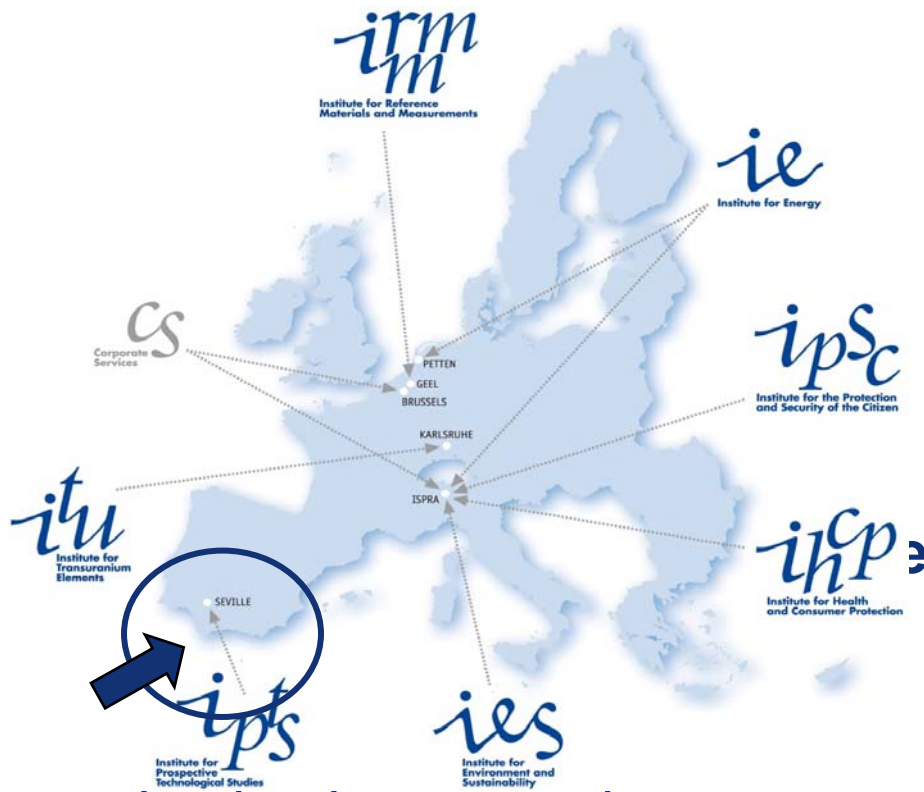 irmm
Institute for Reference
Materials and Measurements
ie
Institute for Energy
cs
Corporate
Services
PETTEN
GEEL
BRUSSELS
ipsc
Institute for the Protection
and Security of the Citizen
KARLSRUHE
ISPRA
itu
Institute for
Transuranium
Elements
ihcp
Institute for Health
and Consumer Protection
e
SEVILLE
ipts
Institute for
Prospective
Technological Studies
ies
Institute for
Environment and
Sustainability